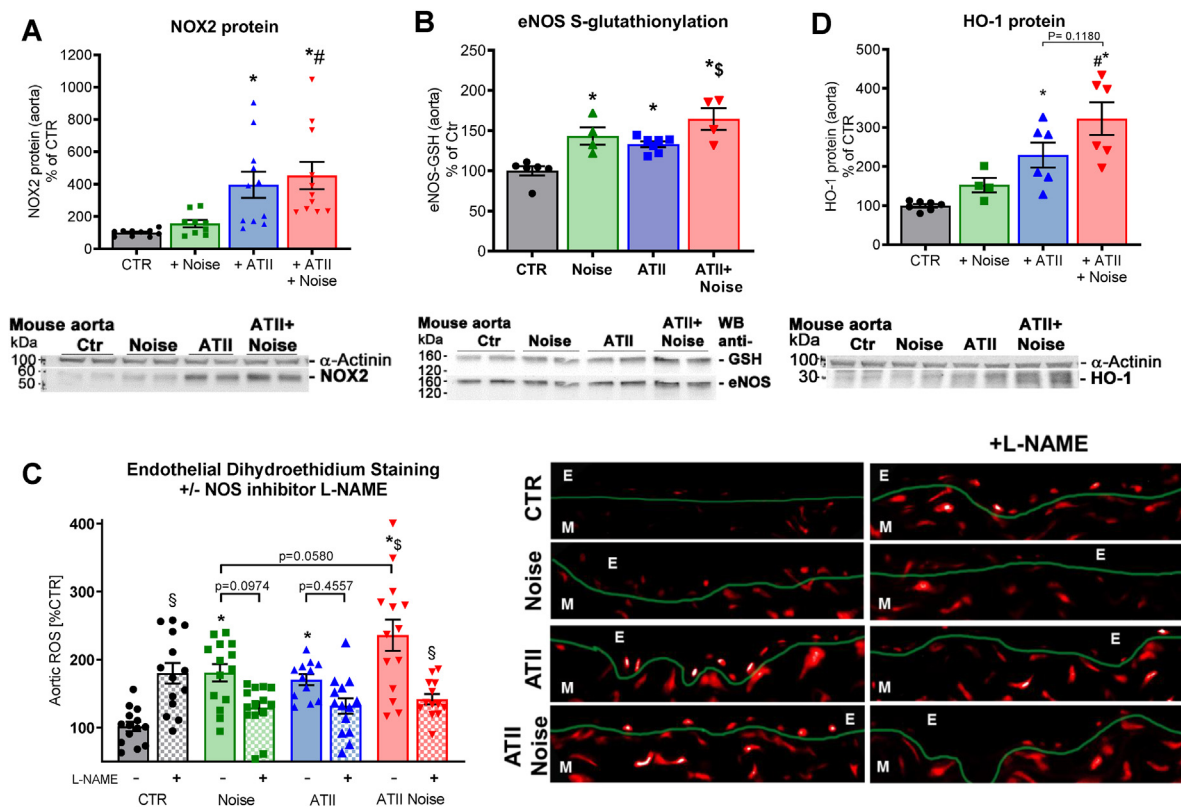 A
NOX2 protein
NOX2 protein (aorta)
% of CTR
1200
1000
800
600
400
200
0
*
*#
CTR
+ Noise
+ ATII
+ ATII
+ Noise
Mouse aorta
kDa
Ctr
Noise
ATII
ATII+
Noise
100
60
50
α-Actinin
NOX2
B
eNOS S-glutathionylation
eNOS-GSH (aorta)
% of Ctr
250
200
150
100
50
0
*
*
*$
CTR
Noise
ATII
ATII+
Noise
Mouse aorta
kDa
Ctr
Noise
ATII
ATII+
Noise
WB
anti-
160
120
GSH
160
120
eNOS
D
HO-1 protein
P= 0.1180
HO-1 protein (aorta)
% of CTR
500
400
300
200
100
0
*
#*
CTR
+ Noise
+ ATII
+ ATII
+ Noise
Mouse aorta
kDa
Ctr
Noise
ATII
ATII+
Noise
100
30
α-Actinin
HO-1
C
Endothelial Dihydroethidium Staining
+/- NOS inhibitor L-NAME
Aortic ROS [%CTR]
400
300
200
100
§
*
p=0.0974
p=0.0580
*
p=0.4557
*$
§
L-NAME
- + - + - + - +
CTR
Noise
ATII
ATII Noise
+L-NAME
CTR
E
M
E
M
Noise
E
M
E
M
ATII
E
M
E
M
ATII
Noise
E
M
E
M